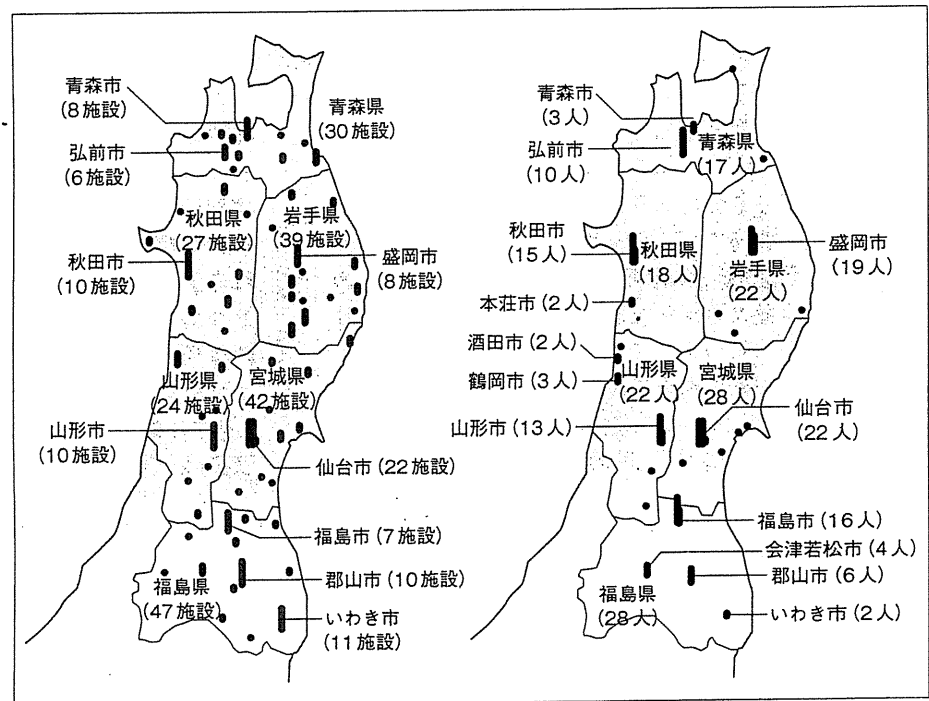 青森市
(8施設)
青森県
(30施設)
弘前市
(6施設)
秋田県
(27施設)
岩手県
(39施設)
秋田市
(10施設)
盛岡市
(8施設)
山形県
(24施設)
宮城県
(42施設)
山形市
(10施設)
仙台市(22施設)
福島市(7施設)
郡山市(10施設)
福島県
(47施設)
いわき市
(11施設)
青森市
(3人)
青森県
(17人)
弘前市
(10人)
秋田市
(15人)
秋田県
(18人)
盛岡市
(19人)
岩手県
(22人)
本荘市(2人)
酒田市(2人)
鶴岡市(3人)
山形県
(22人)
宮城県
(28人)
仙台市
(22人)
山形市(13人)
福島市(16人)
会津若松市(4人)
郡山市(6人)
福島県
(28人)
いわき市(2人)